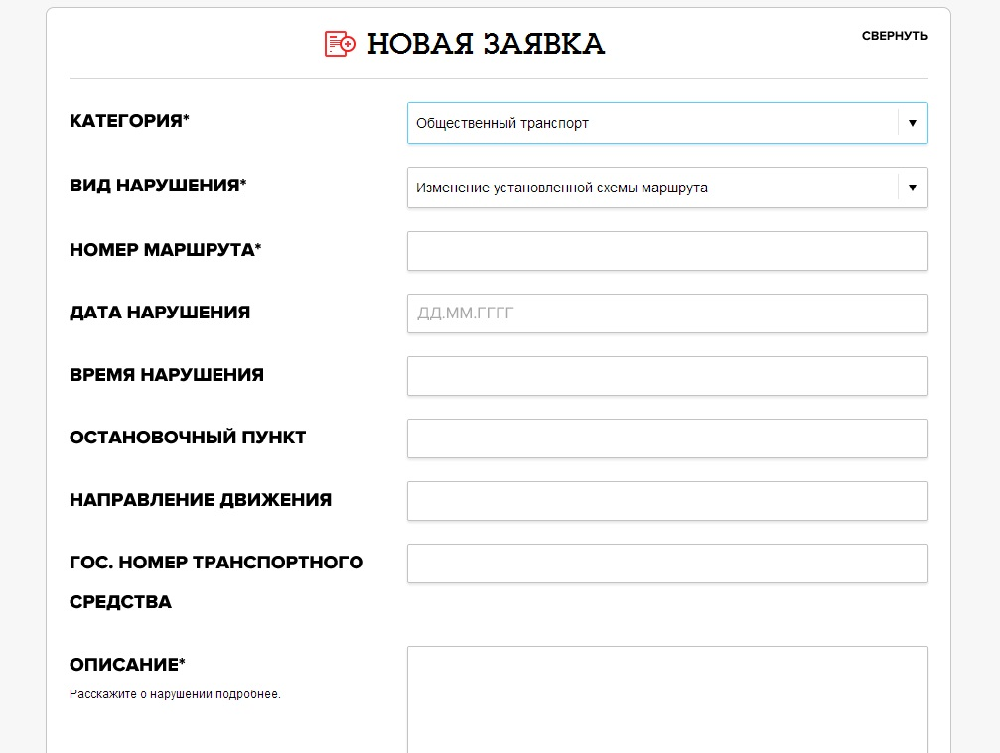 НОВАЯ ЗАЯВКА
СВЕРНУТЬ
КАТЕГОРИЯ*
Общественный транспорт
ВИД НАРУШЕНИЯ*
Изменение установленной схемы маршрута
НОМЕР МАРШРУТА*
ДАТА НАРУШЕНИЯ
ДД.ММ.ГГГГ
ВРЕМЯ НАРУШЕНИЯ
ОСТАНОВОЧНЫЙ ПУНКТ
НАПРАВЛЕНИЕ ДВИЖЕНИЯ
ГОС. НОМЕР ТРАНСПОРТНОГО
СРЕДСТВА
ОПИСАНИЕ*
Расскажите о нарушении подробнее.